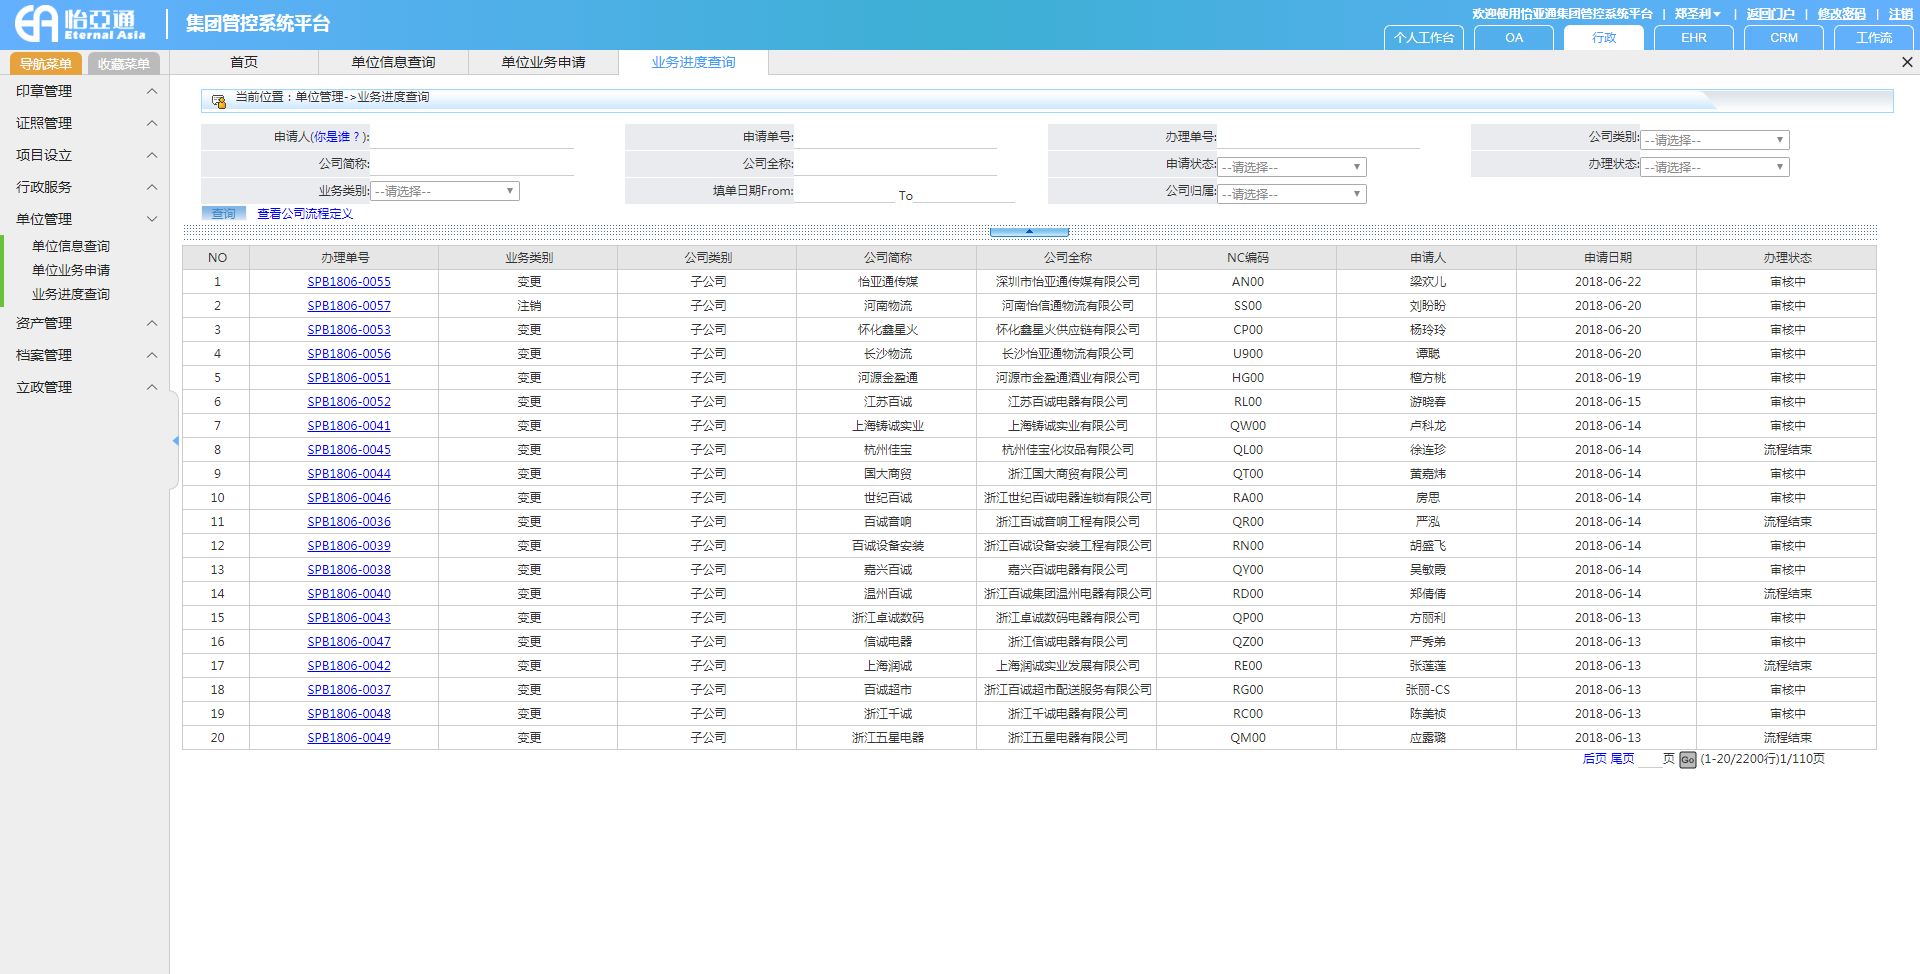 怡亞通 Eternal Asia 集团管控系统平台
欢迎使用怡亚通集团管控系统平台 | 郑圣利 | 返回门户 | 修改密码 | 注销
个人工作台 OA 行政 EHR CRM 工作流
导航菜单 收藏菜单 首页 单位信息查询 单位业务申请 业务进度查询
印章管理
证照管理
项目设立
行政服务
单位管理
单位信息查询
单位业务申请
业务进度查询
资产管理
档案管理
立政管理
当前位置：单位管理->业务进度查询
申请人(你是谁？): 申请单号: 办理单号: 公司类别: --请选择--
公司简称: 公司全称: 申请状态: --请选择-- 办理状态: --请选择--
业务类别: --请选择-- 填单日期From: To 公司归属: --请选择--
查询 查看公司流程定义
NO 办理单号 业务类别 公司类别 公司简称 公司全称 NC编码 申请人 申请日期 办理状态
1 SPB1806-0055 变更 子公司 怡亚通传媒 深圳市怡亚通传媒有限公司 AN00 梁欢儿 2018-06-22 审核中
2 SPB1806-0057 注销 子公司 河南物流 河南怡信通物流有限公司 SS00 刘盼盼 2018-06-20 审核中
3 SPB1806-0053 变更 子公司 怀化鑫星火 怀化鑫星火供应链有限公司 CP00 杨玲玲 2018-06-20 审核中
4 SPB1806-0056 变更 子公司 长沙物流 长沙怡亚通物流有限公司 U900 谭聪 2018-06-20 审核中
5 SPB1806-0051 变更 子公司 河源金盈通 河源市金盈通酒业有限公司 HG00 檀方桃 2018-06-19 审核中
6 SPB1806-0052 变更 子公司 江苏百诚 江苏百诚电器有限公司 RL00 游晓春 2018-06-15 审核中
7 SPB1806-0041 变更 子公司 上海铸诚实业 上海铸诚实业有限公司 QW00 卢科龙 2018-06-14 审核中
8 SPB1806-0045 变更 子公司 杭州佳宝 杭州佳宝化妆品有限公司 QL00 徐连珍 2018-06-14 流程结束
9 SPB1806-0044 变更 子公司 国大商贸 浙江国大商贸有限公司 QT00 黄嘉炜 2018-06-14 审核中
10 SPB1806-0046 变更 子公司 世纪百诚 浙江世纪百诚电器连锁有限公司 RA00 房思 2018-06-14 审核中
11 SPB1806-0036 变更 子公司 百诚音响 浙江百诚音响工程有限公司 QR00 严泓 2018-06-14 流程结束
12 SPB1806-0039 变更 子公司 百诚设备安装 浙江百诚设备安装工程有限公司 RN00 胡盛飞 2018-06-14 审核中
13 SPB1806-0038 变更 子公司 嘉兴百诚 嘉兴百诚电器有限公司 QY00 吴敏霞 2018-06-14 审核中
14 SPB1806-0040 变更 子公司 温州百诚 浙江百诚集团温州电器有限公司 RD00 郑倩倩 2018-06-14 流程结束
15 SPB1806-0043 变更 子公司 浙江卓诚数码 浙江卓诚数码电器有限公司 QP00 方丽利 2018-06-13 审核中
16 SPB1806-0047 变更 子公司 信诚电器 浙江信诚电器有限公司 QZ00 严秀弟 2018-06-13 审核中
17 SPB1806-0042 变更 子公司 上海润诚 上海润诚实业发展有限公司 RE00 张莲莲 2018-06-13 流程结束
18 SPB1806-0037 变更 子公司 百诚超市 浙江百诚超市配送服务有限公司 RG00 张丽-CS 2018-06-13 审核中
19 SPB1806-0048 变更 子公司 浙江千诚 浙江千诚电器有限公司 RC00 陈美祯 2018-06-13 审核中
20 SPB1806-0049 变更 子公司 浙江五星电器 浙江五星电器有限公司 QM00 应露璐 2018-06-13 流程结束
后页 尾页 页 Go (1-20/2200行)1/110页